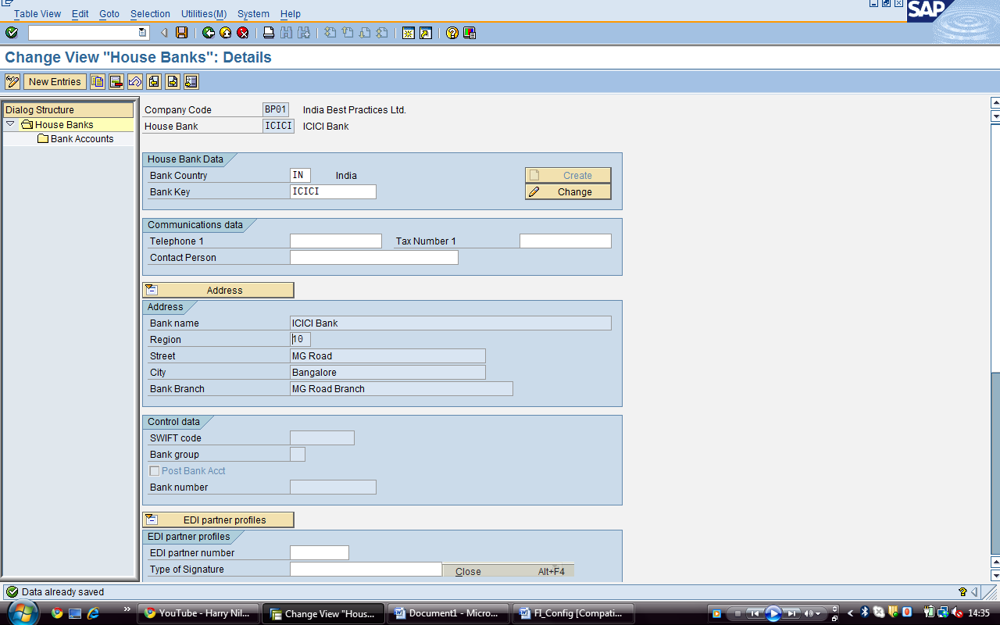 Table View Edit Goto Selection Utilities(M) System Help
SAP
Change View "House Banks": Details
New Entries
Dialog Structure
House Banks
Bank Accounts
Company Code BP01 India Best Practices Ltd.
House Bank ICICI ICICI Bank
House Bank Data
Bank Country IN India Create
Bank Key ICICI Change
Communications data
Telephone 1 Tax Number 1
Contact Person
Address
Address
Bank name ICICI Bank
Region 10
Street MG Road
City Bangalore
Bank Branch MG Road Branch
Control data
SWIFT code
Bank group
Post Bank Acct
Bank number
EDI partner profiles
EDI partner profiles
EDI partner number
Type of Signature Close Alt+F4
Data already saved
YouTube - Harry Nil... Change View "Hous... Document1 - Micro... FI_Config [Compati... 14:35